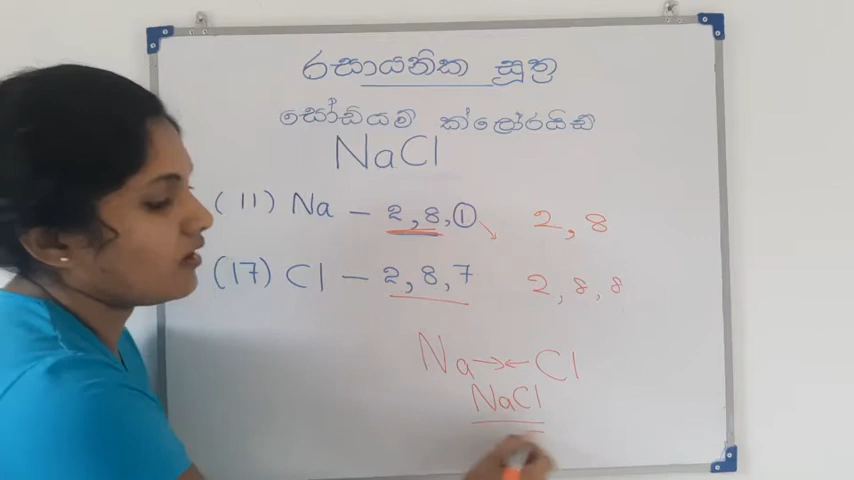 රසායනික සූත්‍ර
සෝඩියම් ක්ලෝරයිඩ්
NaCl
(11) Na – 2,8,① 2,8
(17) Cl – 2,8,7 2,8,8
Na→←Cl
NaCl